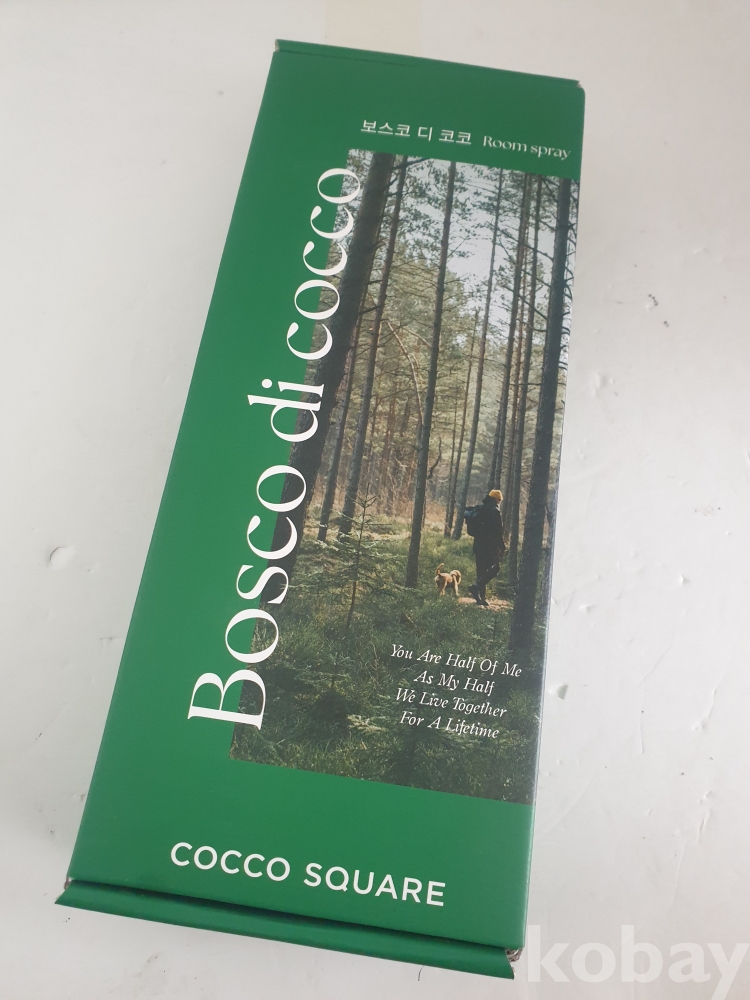 보스코 디 코코 Room spray
Bosco di cocco
You Are Half Of Me
As My Half
We Live Together
For A Lifetime
COCCO SQUARE
kobay